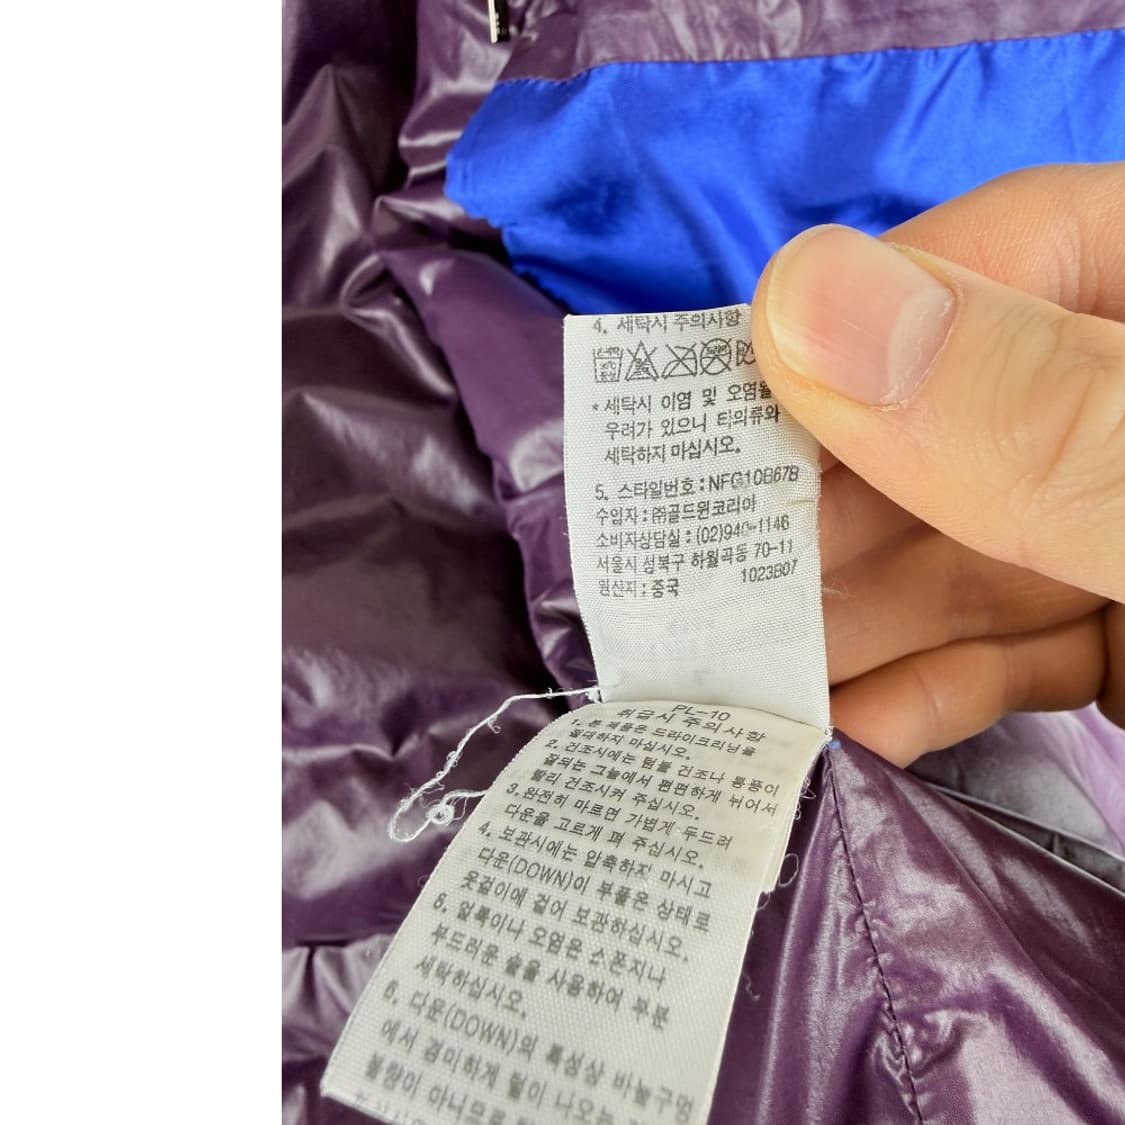 4. 세탁시 주의사항
* 세탁시 이염 및 오염될
우려가 있으니 타의류와
세탁하지 마십시오.
5. 스타일번호 : NFG10B67B
수입자 : ㈜골드윈코리아
소비자상담실 : (02)940-1146
서울시 성북구 하월곡동 70-11
원산지 : 중국 1023B07
PL-10
취급시 주의사항
1. 본 제품은 드라이크리닝을
절대하지 마십시오.
2. 건조시에는 텀블 건조나 통풍이
잘되는 그늘에서 편편하게 뉘어서
말리 건조시켜 주십시오.
3. 완전히 마르면 가볍게 두드려
다운을 고르게 펴 주십시오.
4. 보관시에는 압축하지 마시고
다운(DOWN)이 부풀은 상태로
옷걸이에 걸어 보관하십시오.
5. 얼룩이나 오염은 스폰지나
부드러운 솔을 사용하여 부분
세탁하십시오.
6. 다운(DOWN)의 특성상 바늘구멍
에서 경미하게 털이 나오는
불량이 아니므로